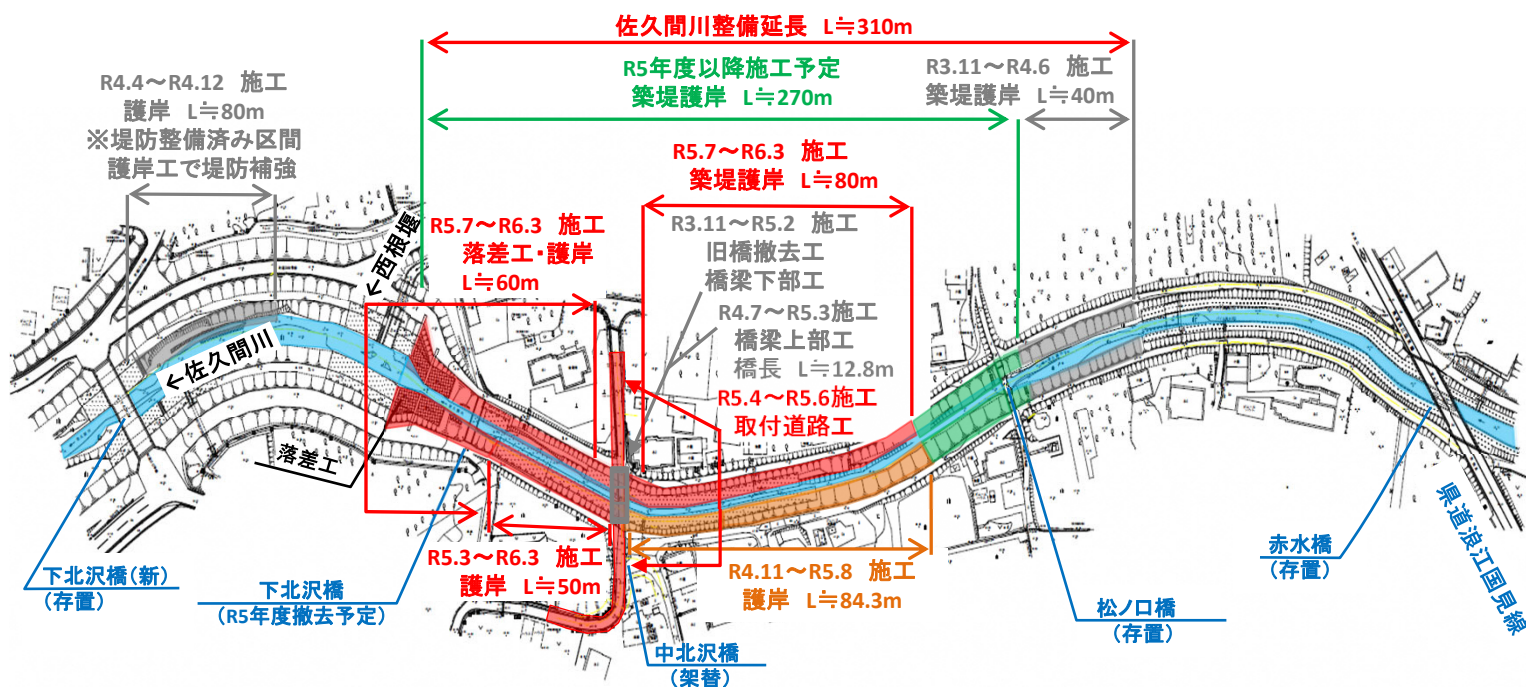 佐久間川整備延長 L≒310m
R5年度以降施工予定
築堤護岸 L≒270m
R3.11～R4.6 施工
築堤護岸 L≒40m
R4.4～R4.12 施工
護岸 L≒80m
※堤防整備済み区間
護岸工で堤防補強
R5.7～R6.3 施工
築堤護岸 L≒80m
R5.7～R6.3 施工
落差工・護岸
L≒60m
R3.11～R5.2 施工
旧橋撤去工
橋梁下部工
R4.7～R5.3施工
橋梁上部工
橋長 L≒12.8m
R5.4～R5.6施工
取付道路工
←西根堰
←佐久間川
落差工
R5.3～R6.3 施工
護岸 L≒50m
R4.11～R5.8 施工
護岸 L≒84.3m
下北沢橋(新)
(存置)
下北沢橋
(R5年度撤去予定)
中北沢橋
(架替)
松ノ口橋
(存置)
赤水橋
(存置)
県道浪江国見線